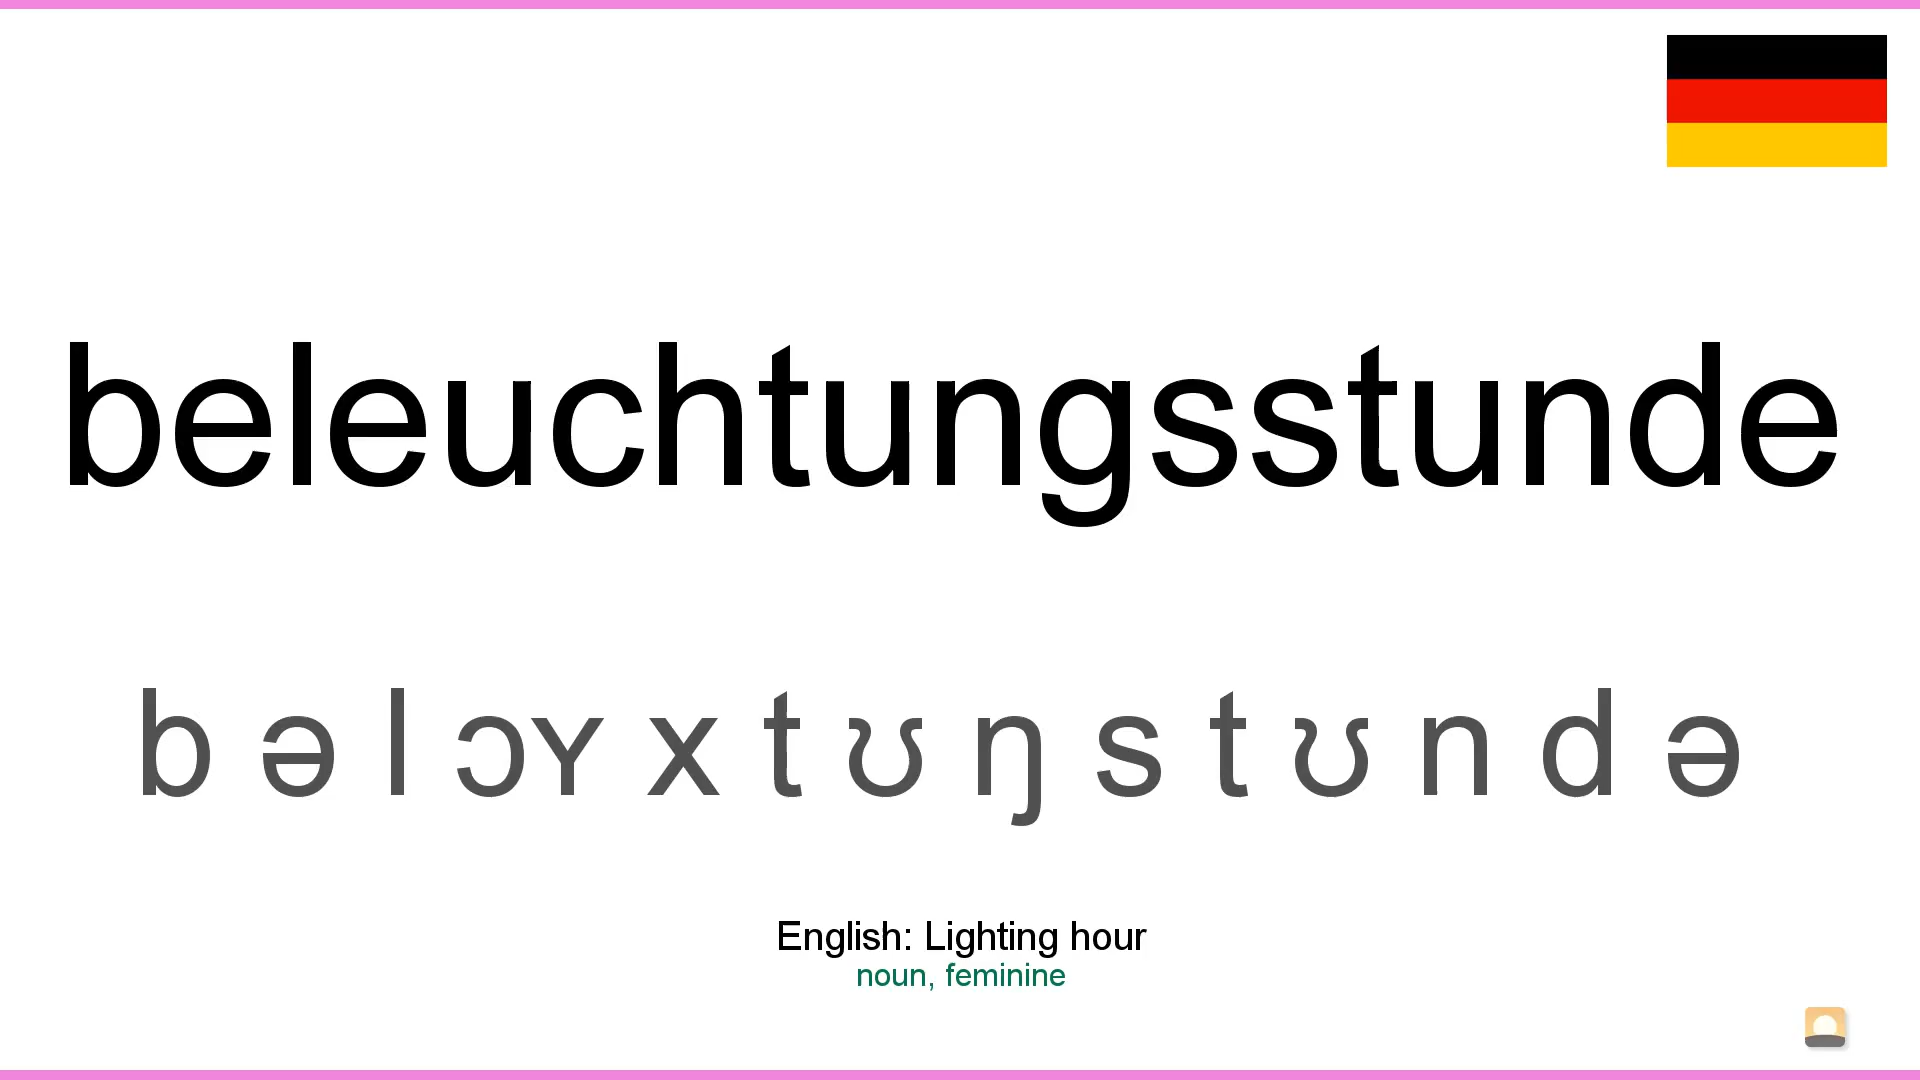 beleuchtungsstunde
b ə l ɔʏ x t ʊ ŋ s t ʊ n d ə
English: Lighting hour
noun, feminine